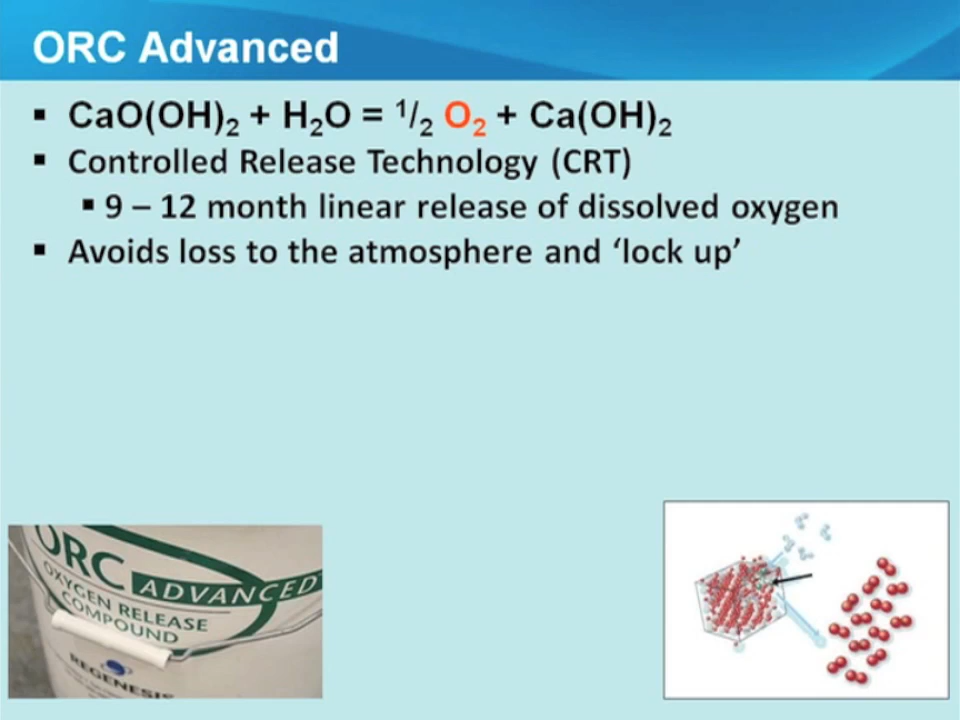 ORC Advanced
▪ CaO(OH)₂ + H₂O = ¹/₂ O₂ + Ca(OH)₂
▪ Controlled Release Technology (CRT)
▪ 9 – 12 month linear release of dissolved oxygen
▪ Avoids loss to the atmosphere and ‘lock up’
ORC ADVANCED
OXYGEN RELEASE
COMPOUND
REGENESIS